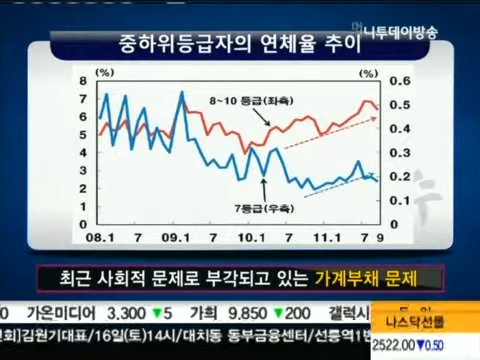 머니투데이방송
중하위등급자의 연체율 추이
(%) (%)
8 0.6
7 0.5
6
5 0.4
4 0.3
3 0.2
2
1 0.1
0 0
8~10 등급(좌측)
7등급(우측)
08.1 7 09.1 7 10.1 7 11.1 7 9
최근 사회적 문제로 부각되고 있는 가계부채 문제
가온미디어 3,300 ▼5 가희 9,850 ▼200 갤럭시
나스닥선물
2522.00 ▼0.50
회]김원기대표/16일(토)14시/대치동 동부금융센터/선릉역1번